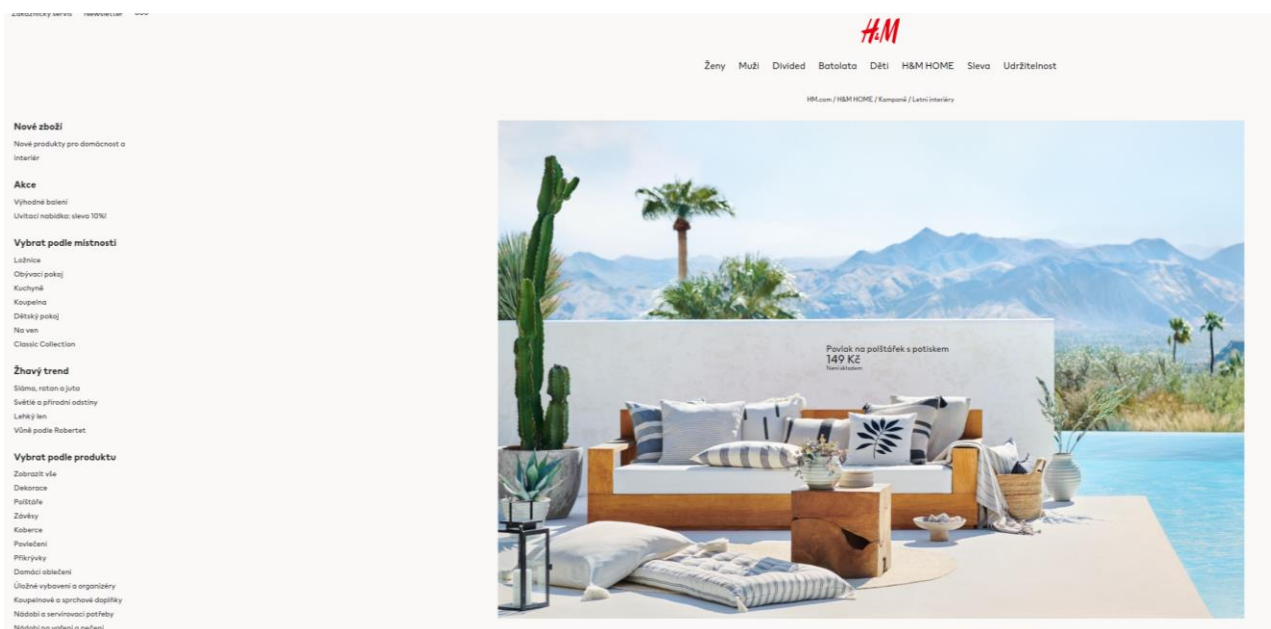 Zákaznický servis Newsletter
H&M
Ženy Muži Divided Batolata Děti H&M HOME Sleva Udržitelnost
HM.com / H&M HOME / Kampaně / Letní interiéry
Nové zboží
Nové produkty pro domácnost a
interiér
Akce
Výhodné balení
Uvítací nabídka: sleva 10%!
Vybrat podle místnosti
Ložnice
Obývací pokoj
Kuchyně
Koupelna
Dětský pokoj
Na ven
Classic Collection
Žhavý trend
Sláma, ratan a juta
Světlé a přírodní odstíny
Lehký len
Vůně podle Robertet
Vybrat podle produktu
Zobrazit vše
Dekorace
Polštáře
Závěsy
Koberce
Povlečení
Přikrývky
Domácí oblečení
Úložné vybavení a organizéry
Koupelnové a sprchové doplňky
Nádobí a servírovací potřeby
Nádobí na vaření a pečení
Povlak na polštářek s potiskem
149 Kč
Není skladem